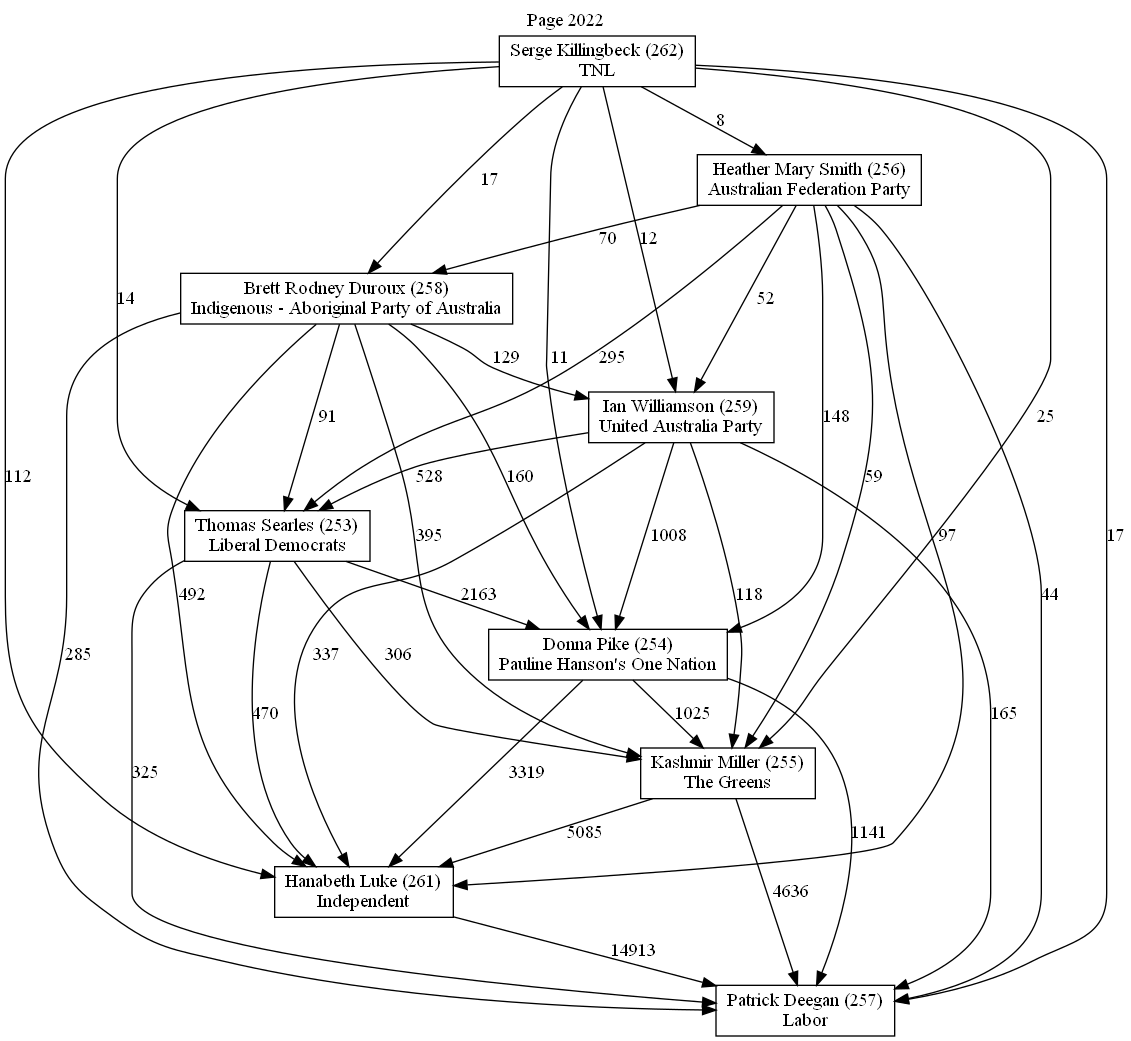 Page 2022
Serge Killingbeck (262)
TNL
8
Heather Mary Smith (256)
Australian Federation Party
17
70
12
Brett Rodney Duroux (258)
Indigenous - Aboriginal Party of Australia
14
52
129
11
295
Ian Williamson (259)
United Australia Party
91
148
25
112
528
160
59
Thomas Searles (253)
Liberal Democrats
395
1008
97
17
492
2163
118
44
Donna Pike (254)
Pauline Hanson's One Nation
285
337
306
470
1025
165
Kashmir Miller (255)
The Greens
325
3319
5085
1141
Hanabeth Luke (261)
Independent
4636
14913
Patrick Deegan (257)
Labor